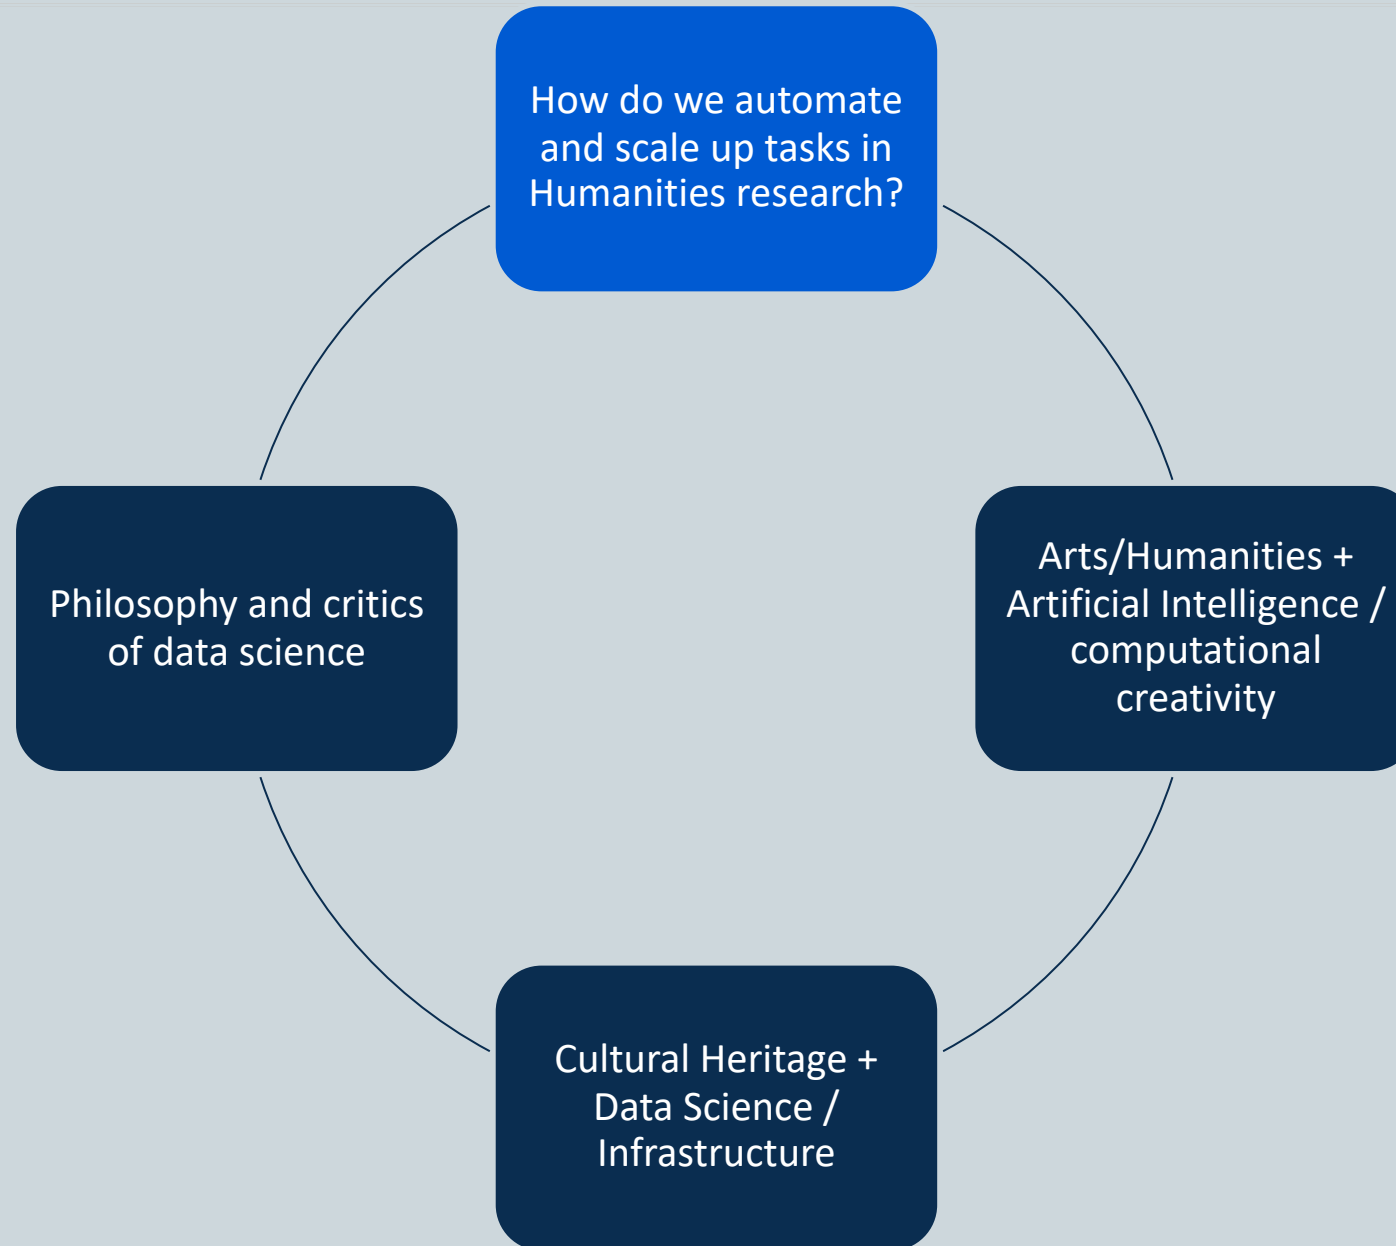 How do we automate
and scale up tasks in
Humanities research?
Arts/Humanities +
Artificial Intelligence /
computational
creativity
Cultural Heritage +
Data Science /
Infrastructure
Philosophy and critics
of data science